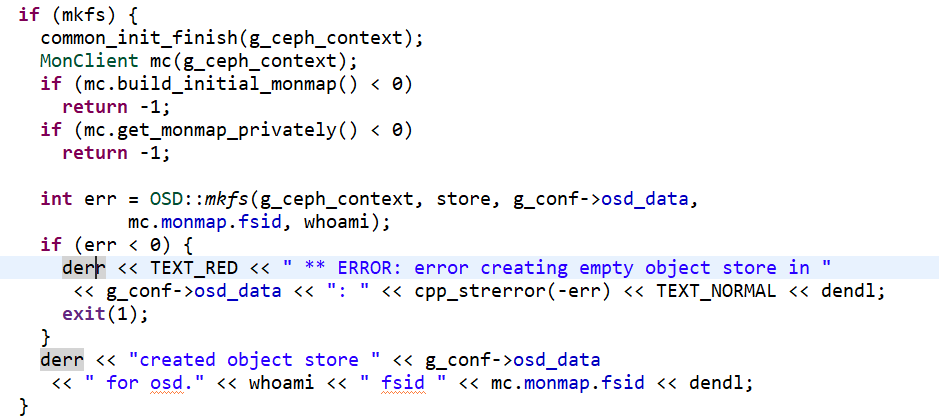 if (mkfs) {
common_init_finish(g_ceph_context);
MonClient mc(g_ceph_context);
if (mc.build_initial_monmap() < 0)
return -1;
if (mc.get_monmap_privately() < 0)
return -1;
int err = OSD::mkfs(g_ceph_context, store, g_conf->osd_data,
mc.monmap.fsid, whoami);
if (err < 0) {
derr << TEXT_RED << " ** ERROR: error creating empty object store in "
<< g_conf->osd_data << ": " << cpp_strerror(-err) << TEXT_NORMAL << dendl;
exit(1);
}
derr << "created object store " << g_conf->osd_data
<< " for osd." << whoami << " fsid " << mc.monmap.fsid << dendl;
}